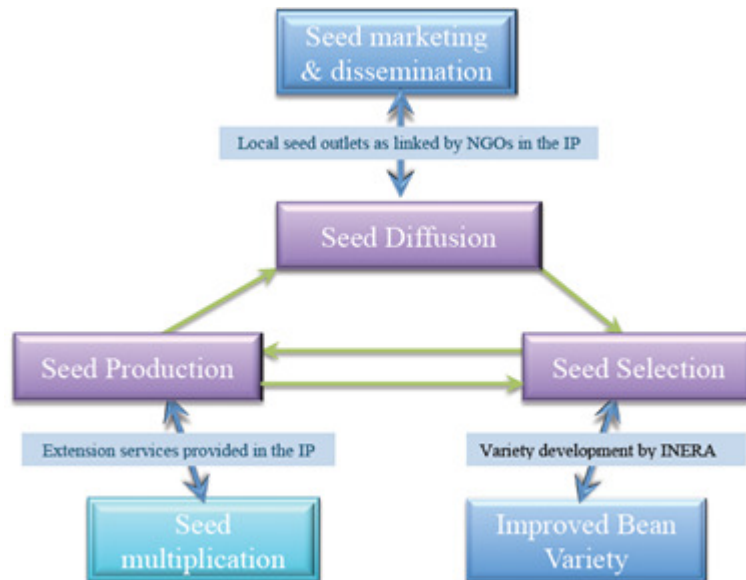 Seed marketing
& dissemination
Local seed outlets as linked by NGOs in the IP
Seed Diffusion
Seed Production
Seed Selection
Extension services provided in the IP
Variety development by INERA
Seed
multiplication
Improved Bean
Variety